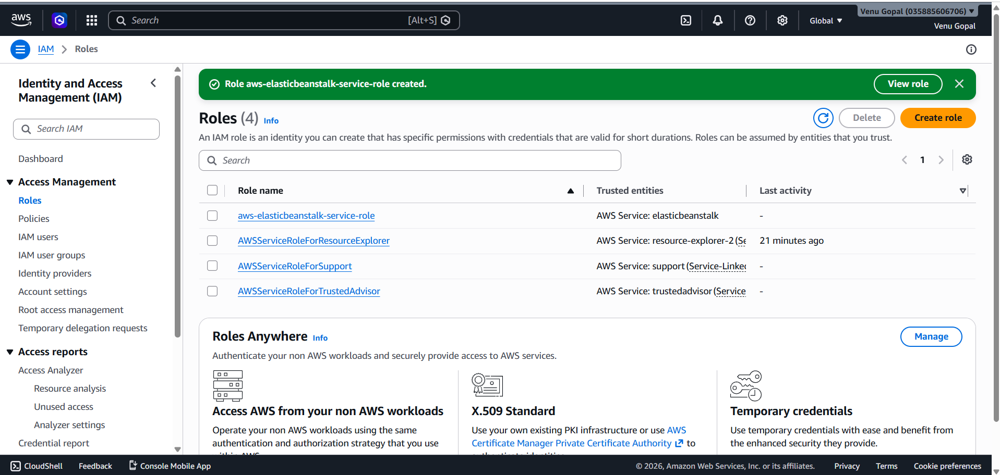 aws
Search
[Alt+S]
Global
Venu Gopal (035885606706)
Venu Gopal
IAM
Roles
Identity and Access
Management (IAM)
Search IAM
Dashboard
Access Management
Roles
Policies
IAM users
IAM user groups
Identity providers
Account settings
Root access management
Temporary delegation requests
Access reports
Access Analyzer
Resource analysis
Unused access
Analyzer settings
Credential report
Role aws-elasticbeanstalk-service-role created.
View role
Roles (4) Info
Delete
Create role
An IAM role is an identity you can create that has specific permissions with credentials that are valid for short durations. Roles can be assumed by entities that you trust.
Search
1
Role name
Trusted entities
Last activity
aws-elasticbeanstalk-service-role
AWS Service: elasticbeanstalk
-
AWSServiceRoleForResourceExplorer
AWS Service: resource-explorer-2 (Se
21 minutes ago
AWSServiceRoleForSupport
AWS Service: support (Service-Linked
-
AWSServiceRoleForTrustedAdvisor
AWS Service: trustedadvisor (Service
-
Roles Anywhere Info
Manage
Authenticate your non AWS workloads and securely provide access to AWS services.
Access AWS from your non AWS workloads
Operate your non AWS workloads using the same
authentication and authorization strategy that you use
within AWS.
X.509 Standard
Use your own existing PKI infrastructure or use AWS
Certificate Manager Private Certificate Authority to
authenticate identities.
Temporary credentials
Use temporary credentials with ease and benefit from
the enhanced security they provide.
CloudShell
Feedback
Console Mobile App
© 2026, Amazon Web Services, Inc. or its affiliates.
Privacy
Terms
Cookie preferences